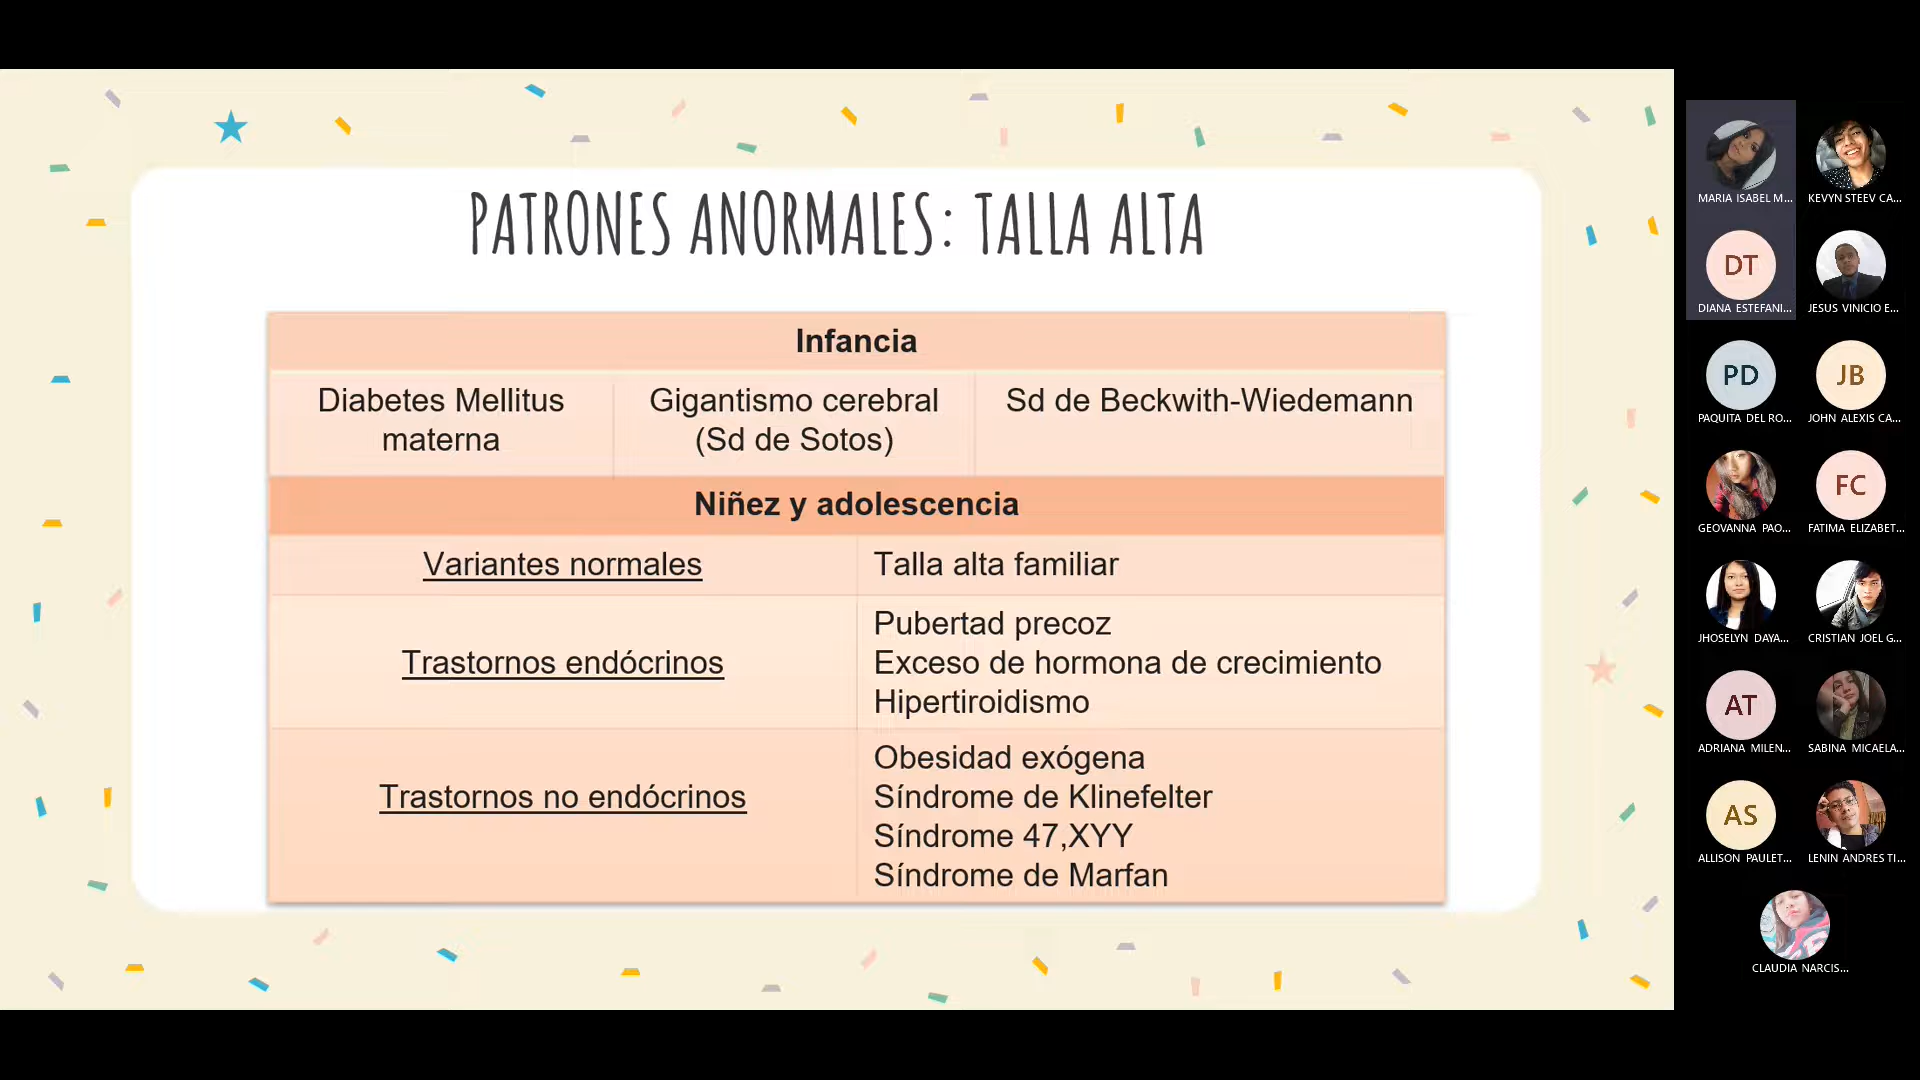 PATRONES ANORMALES: TALLA ALTA
Infancia
Diabetes Mellitus
materna
Gigantismo cerebral
(Sd de Sotos)
Sd de Beckwith-Wiedemann
Niñez y adolescencia
Variantes normales
Talla alta familiar
Trastornos endócrinos
Pubertad precoz
Exceso de hormona de crecimiento
Hipertiroidismo
Trastornos no endócrinos
Obesidad exógena
Síndrome de Klinefelter
Síndrome 47,XYY
Síndrome de Marfan
MARIA ISABEL M...
KEVYN STEEV CA...
DT
DIANA ESTEFANI...
JESUS VINICIO E...
PD
PAQUITA DEL RO...
JB
JOHN ALEXIS CA...
GEOVANNA PAO...
FC
FATIMA ELIZABET...
JHOSELYN DAYA...
CRISTIAN JOEL G...
AT
ADRIANA MILEN...
SABINA MICAELA...
AS
ALLISON PAULET...
LENIN ANDRES TI...
CLAUDIA NARCIS...